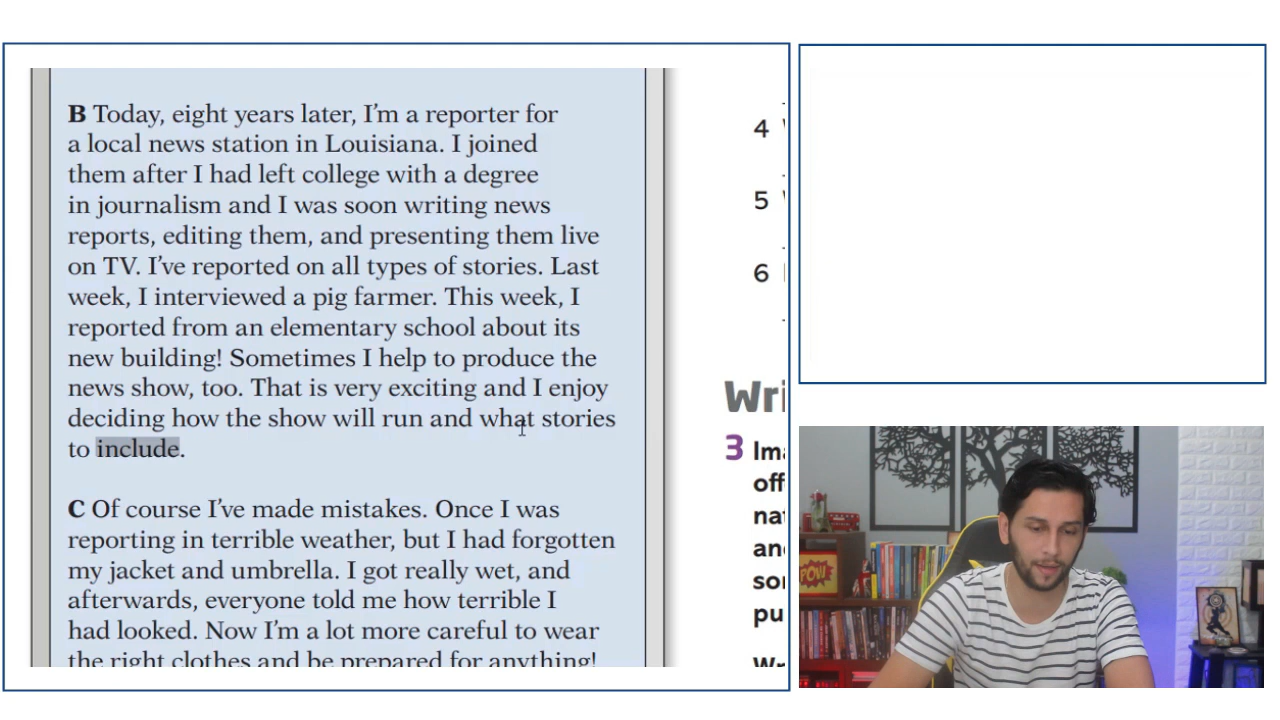 B Today, eight years later, I'm a reporter for
a local news station in Louisiana. I joined
them after I had left college with a degree
in journalism and I was soon writing news
reports, editing them, and presenting them live
on TV. I've reported on all types of stories. Last
week, I interviewed a pig farmer. This week, I
reported from an elementary school about its
new building! Sometimes I help to produce the
news show, too. That is very exciting and I enjoy
deciding how the show will run and what stories
to include.
C Of course I've made mistakes. Once I was
reporting in terrible weather, but I had forgotten
my jacket and umbrella. I got really wet, and
afterwards, everyone told me how terrible I
had looked. Now I'm a lot more careful to wear
the right clothes and be prepared for anything!
4
5
6
Wri
3 Ima
off
nat
and
son
pu
Wr
POW!